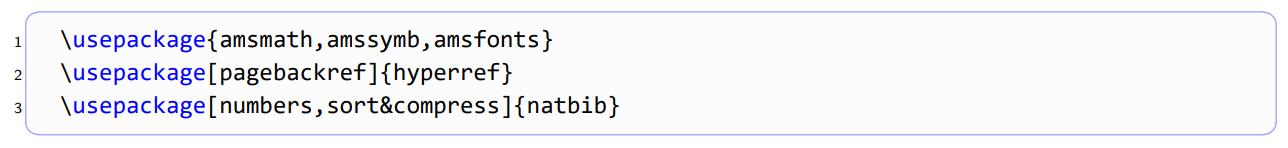 1 \usepackage{amsmath,amssymb,amsfonts}
2 \usepackage[pagebackref]{hyperref}
3 \usepackage[numbers,sort&compress]{natbib}